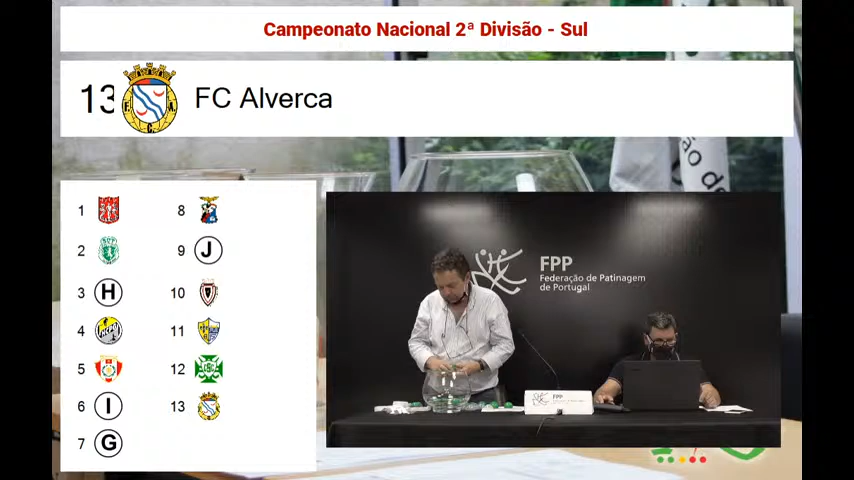 Campeonato Nacional 2ª Divisão - Sul
13 FC Alverca
1
2
3 H
4
5
6 I
7 G
8
9 J
10
11
12
13
FPP
Federação de Patinagem
de Portugal
FPP